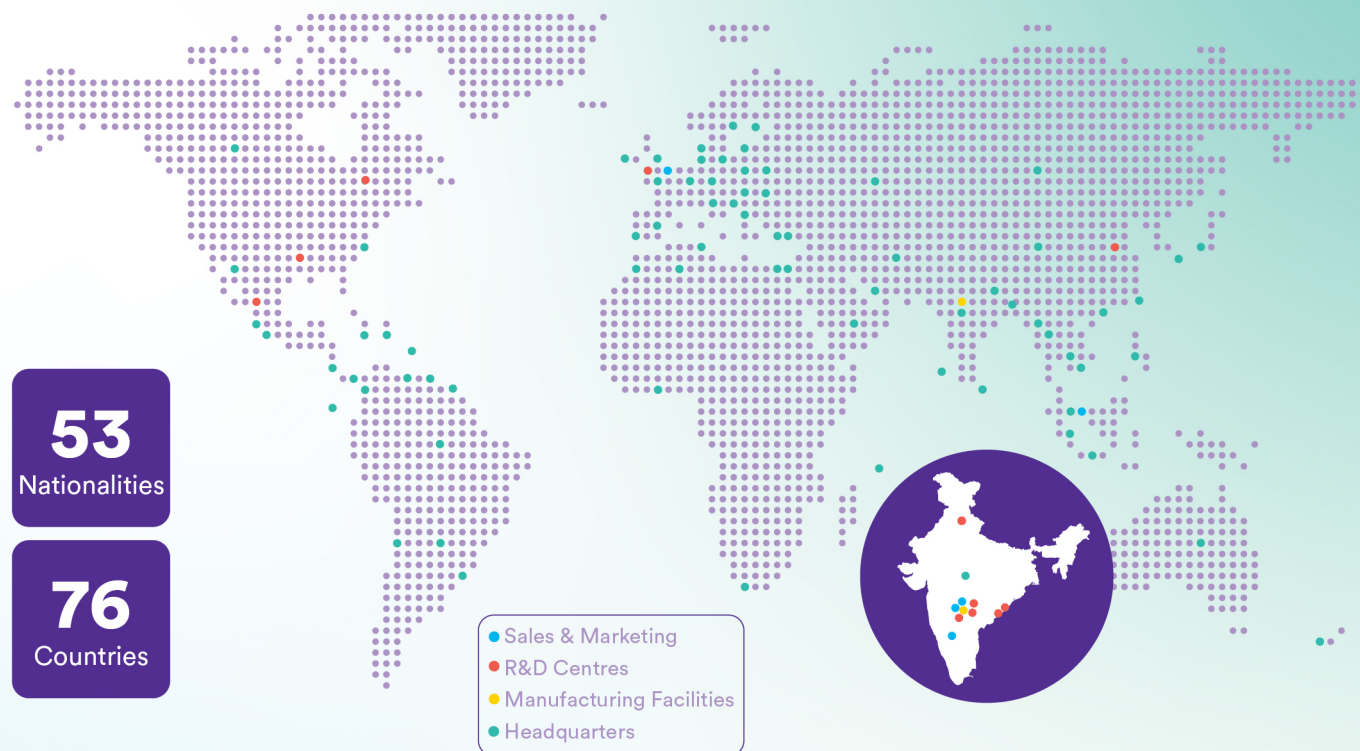 53
Nationalities
76
Countries
Sales & Marketing
R&D Centres
Manufacturing Facilities
Headquarters